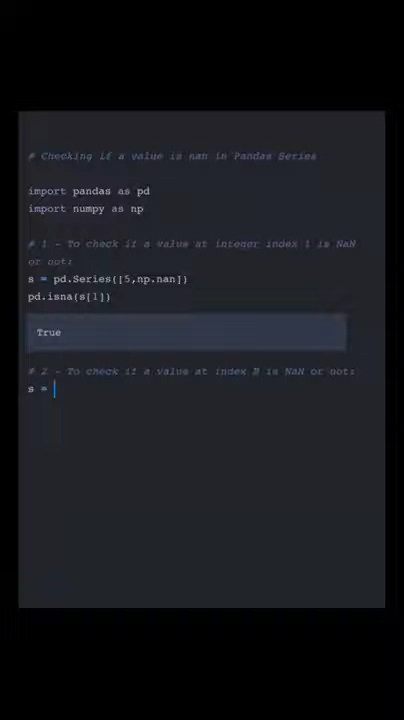 # Checking if a value is nan in Pandas Series
import pandas as pd
import numpy as np
# 1 - To check if a value at integer index 1 is NaN
or not:
s = pd.Series([5,np.nan])
pd.isna(s[1])
True
# 2 - To check if a value at index B is NaN or not:
s =